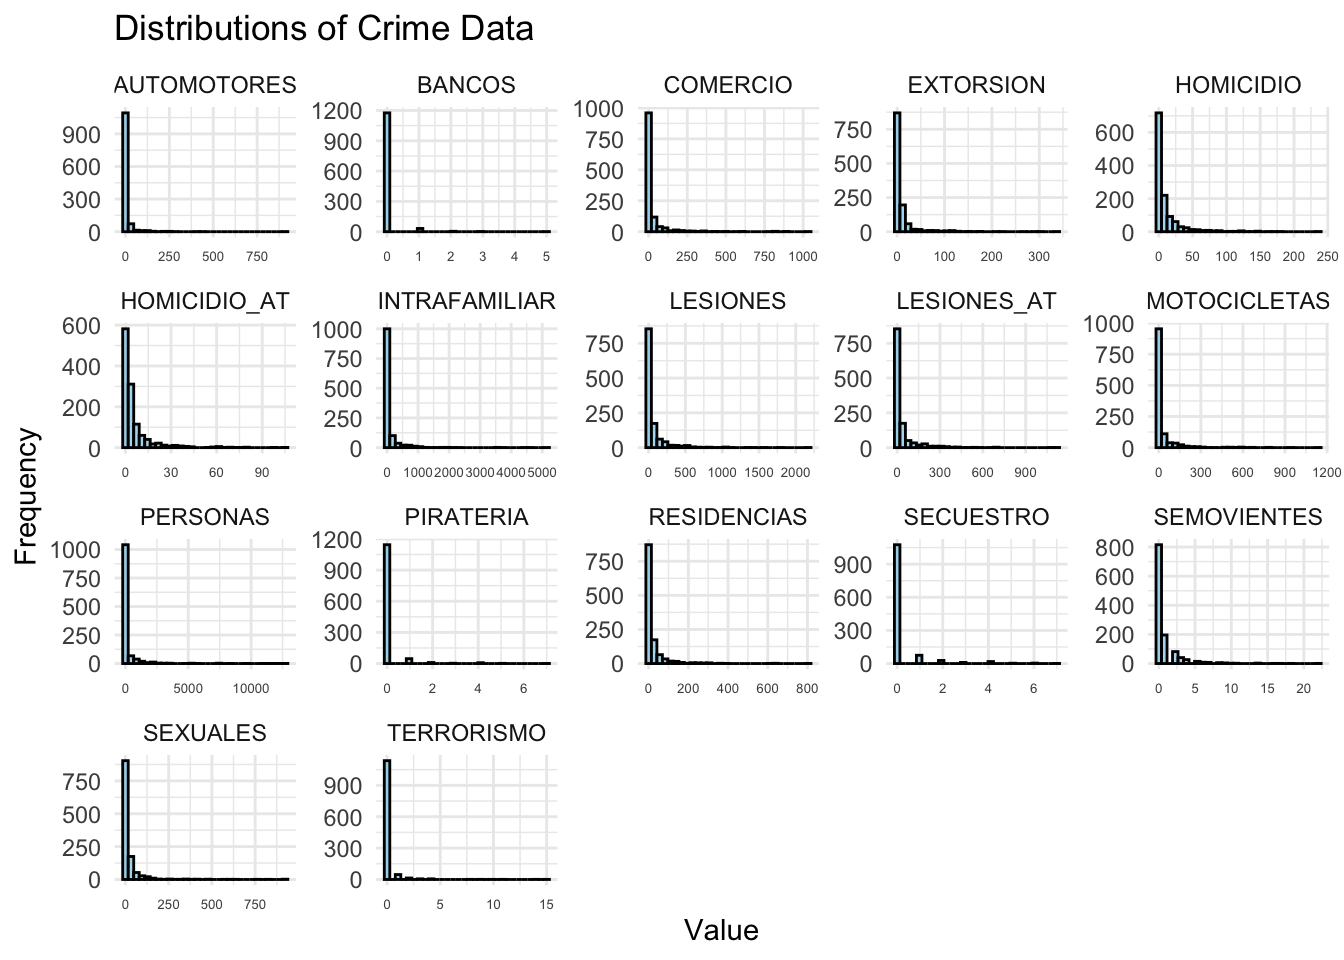 Distributions of Crime Data
AUTOMOTORES BANCOS COMERCIO EXTORSION HOMICIDIO
900 600 300 0
1200 900 600 300 0
1000 750 500 250 0
750 500 250 0
600 400 200 0
0 250 500 750
0 1 2 3 4 5
0 250 500 750 1000
0 100 200 300
0 50 100 150 200 250
HOMICIDIO_AT INTRAFAMILIAR LESIONES LESIONES_AT MOTOCICLETAS
600 400 200 0
1000 750 500 250 0
750 500 250 0
750 500 250 0
1000 750 500 250 0
0 30 60 90
0 1000 2000 3000 4000 5000
0 500 1000 1500 2000
0 300 600 900
0 300 600 900 1200
PERSONAS PIRATERIA RESIDENCIAS SECUESTRO SEMOVIENTES
1000 750 500 250 0
1200 900 600 300 0
750 500 250 0
900 600 300 0
800 600 400 200 0
0 5000 10000
0 2 4 6
0 200 400 600 800
0 2 4 6
0 5 10 15 20
SEXUALES TERRORISMO
750 500 250 0
900 600 300 0
0 250 500 750
0 5 10 15
Frequency
Value